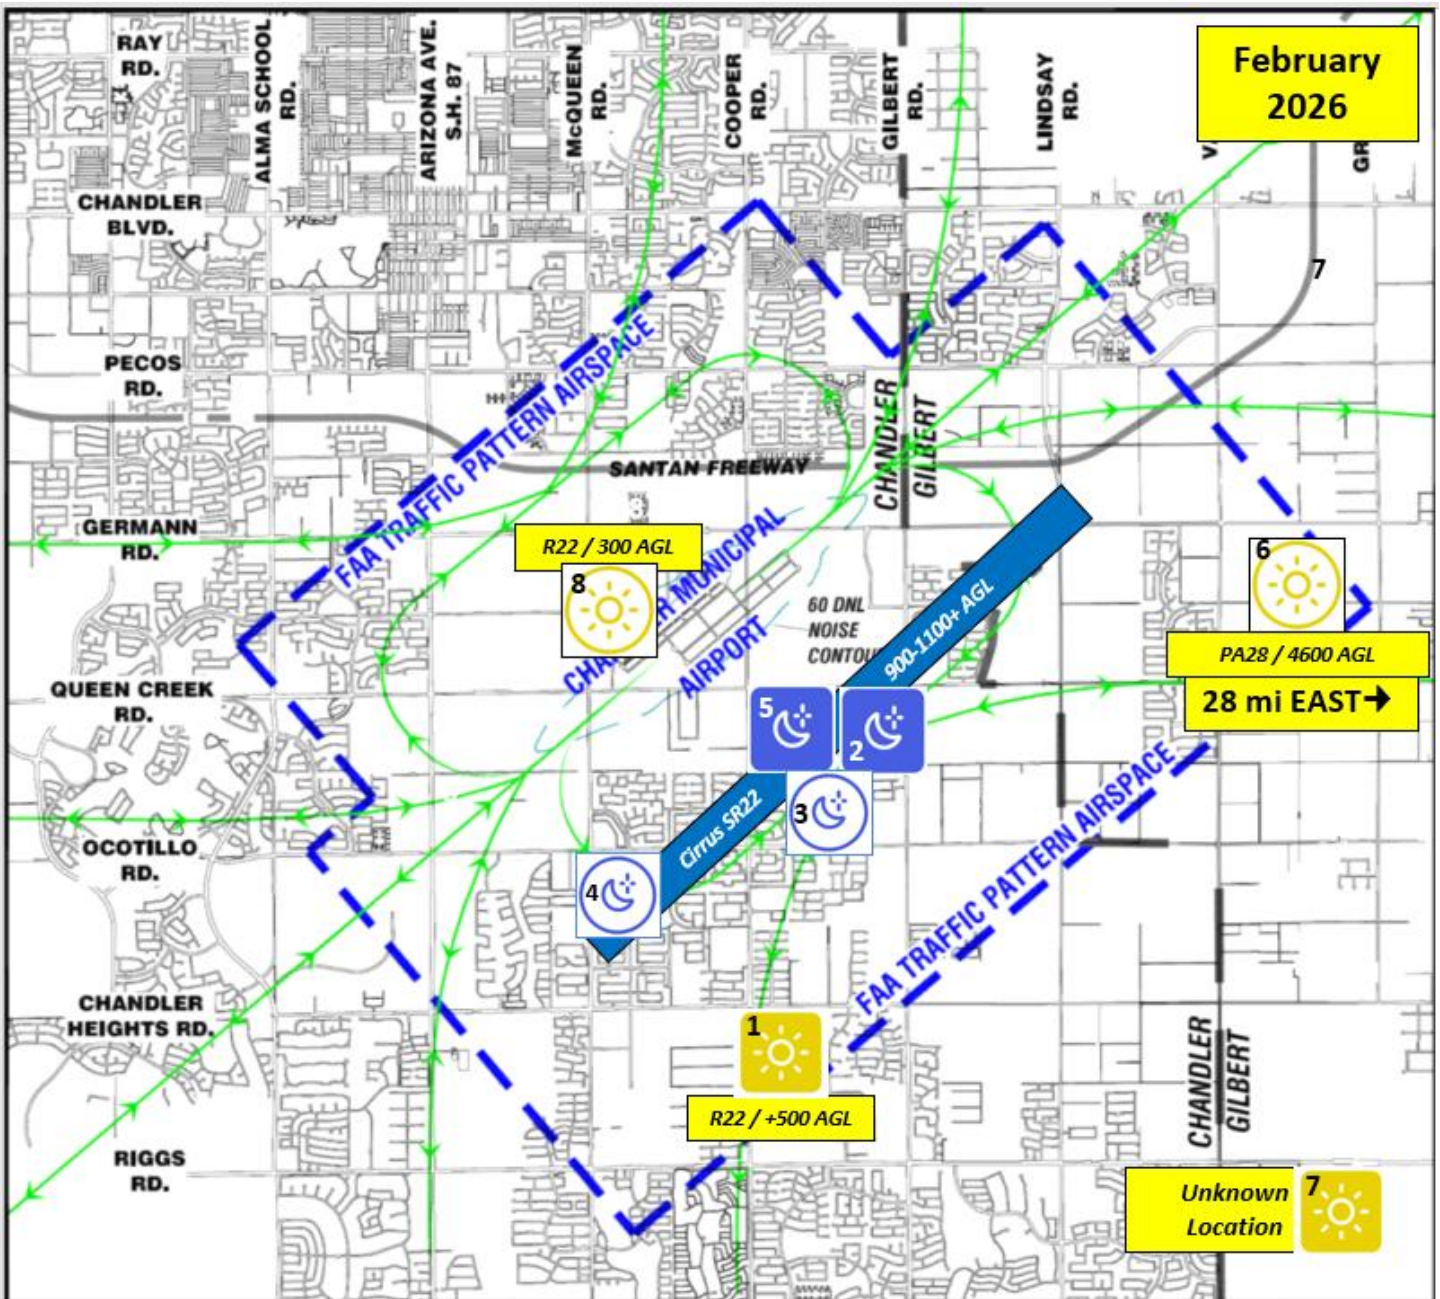 RAY
RD.
ALMA SCHOOL
RD.
ARIZONA AVE.
S.H. 87
McQUEEN
RD.
COOPER
RD.
GILBERT
RD.
LINDSAY
RD.
V
GR
February
2026
CHANDLER
BLVD.
7
PECOS
RD.
FAA TRAFFIC PATTERN AIRSPACE
SANTAN FREEWAY
CHANDLER
GILBERT
GERMANN
RD.
R22 / 300 AGL
8
CHA
R MUNICIPAL
AIRPORT
60 DNL
NOISE
CONTOU
900-1100+ AGL
6
PA28 / 4600 AGL
28 mi EAST→
QUEEN CREEK
RD.
5
2
3
Cirrus SR22
4
OCOTILLO
RD.
FAA TRAFFIC PATTERN AIRSPACE
CHANDLER
HEIGHTS RD.
1
R22 / +500 AGL
CHANDLER
GILBERT
RIGGS
RD.
Unknown
Location
7